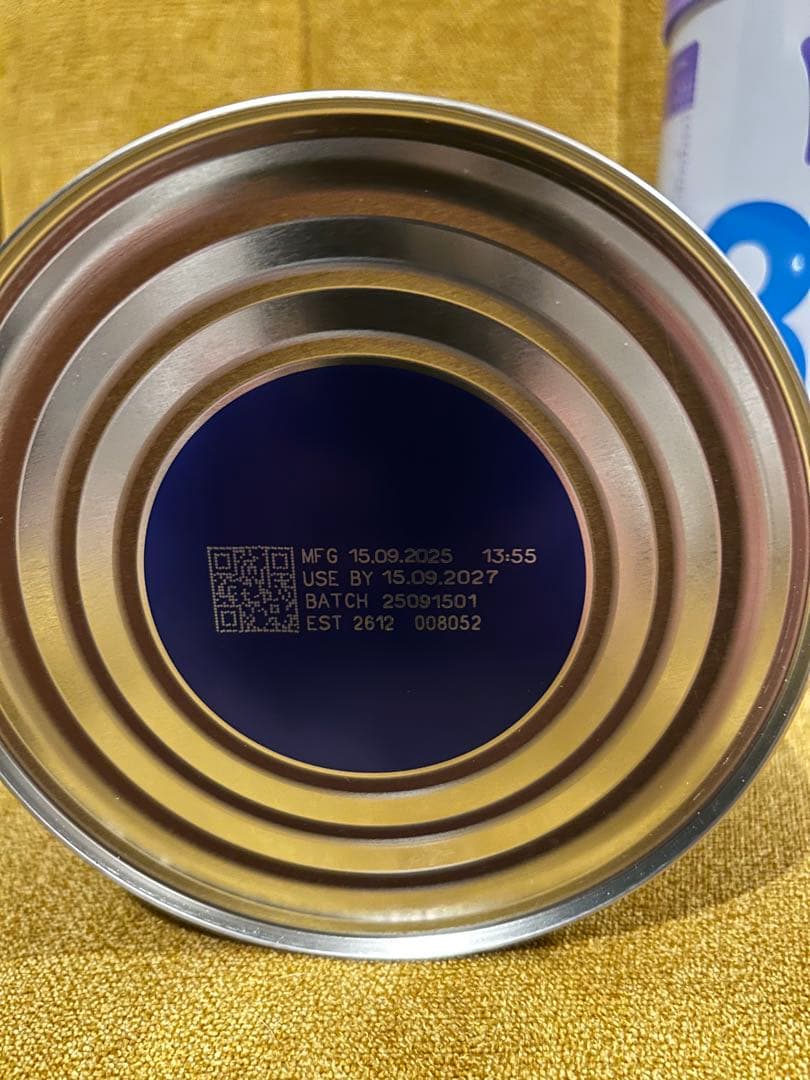 MFG 15.09.2025 13:55
USE BY 15.09.2027
BATCH 25091501
EST 2612 008052